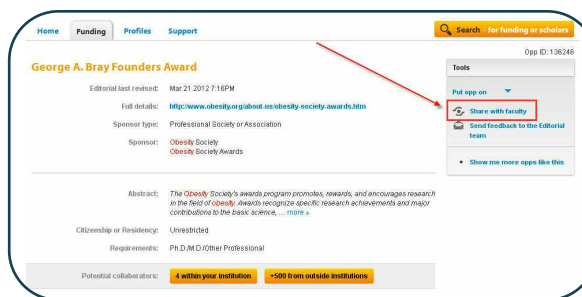 Home Funding Profiles Support
Search - for funding or scholars
Opp ID: 136246
George A. Bray Founders Award
Tools
Editorial last revised: Mar 21 2012 7:16PM
Put opp on
Full details: http://www.obesity.org/about-us/obesity-society-awards.htm
Share with faculty
Sponsor type: Professional Society or Association
Send feedback to the Editorial
team
Sponsor: Obesity Society
Obesity Society Awards
Show me more opps like this
Abstract: The Obesity Society's awards program promotes, rewards, and encourages research
in the field of obesity. Awards recognize specific research achievements and major
contributions to the basic science, ... more »
Citizenship or Residency: Unrestricted
Requirements: Ph.D./M.D./Other Professional
Potential collaborators: 4 within your institution +500 from outside institutions